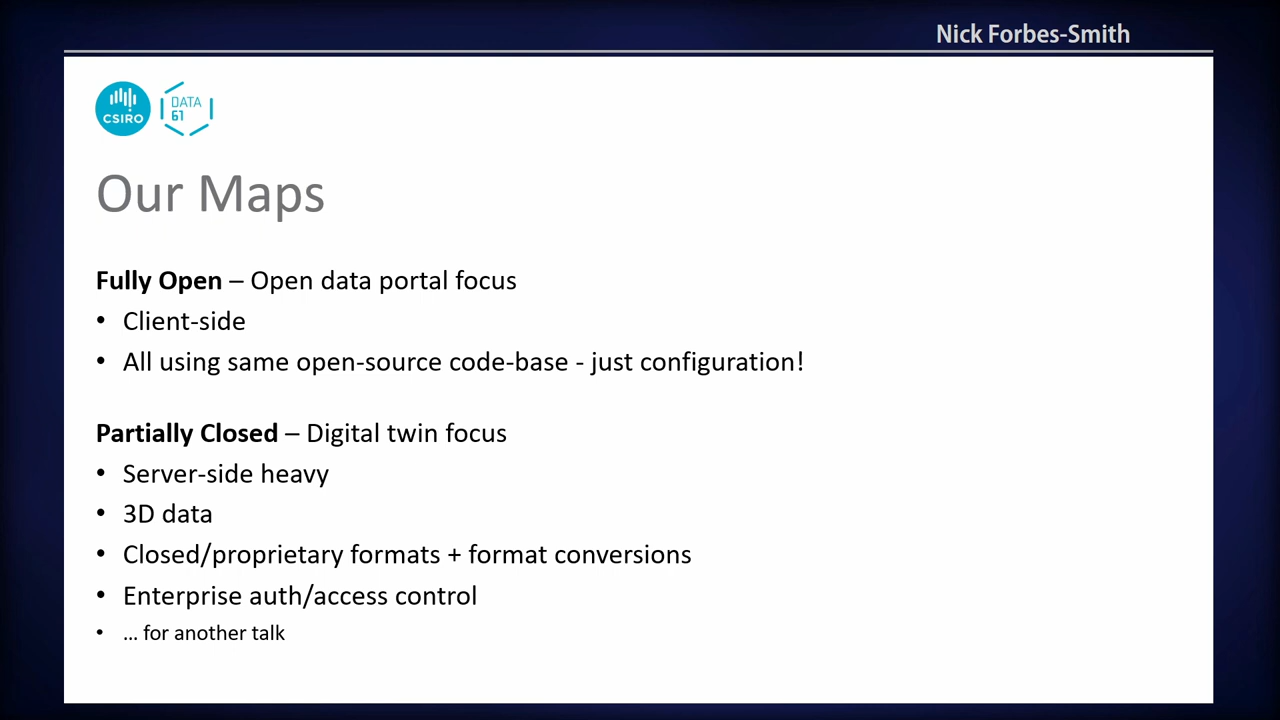 Nick Forbes-Smith
CSIRO
DATA
61
Our Maps
Fully Open – Open data portal focus
• Client-side
• All using same open-source code-base - just configuration!
Partially Closed – Digital twin focus
• Server-side heavy
• 3D data
• Closed/proprietary formats + format conversions
• Enterprise auth/access control
• ... for another talk